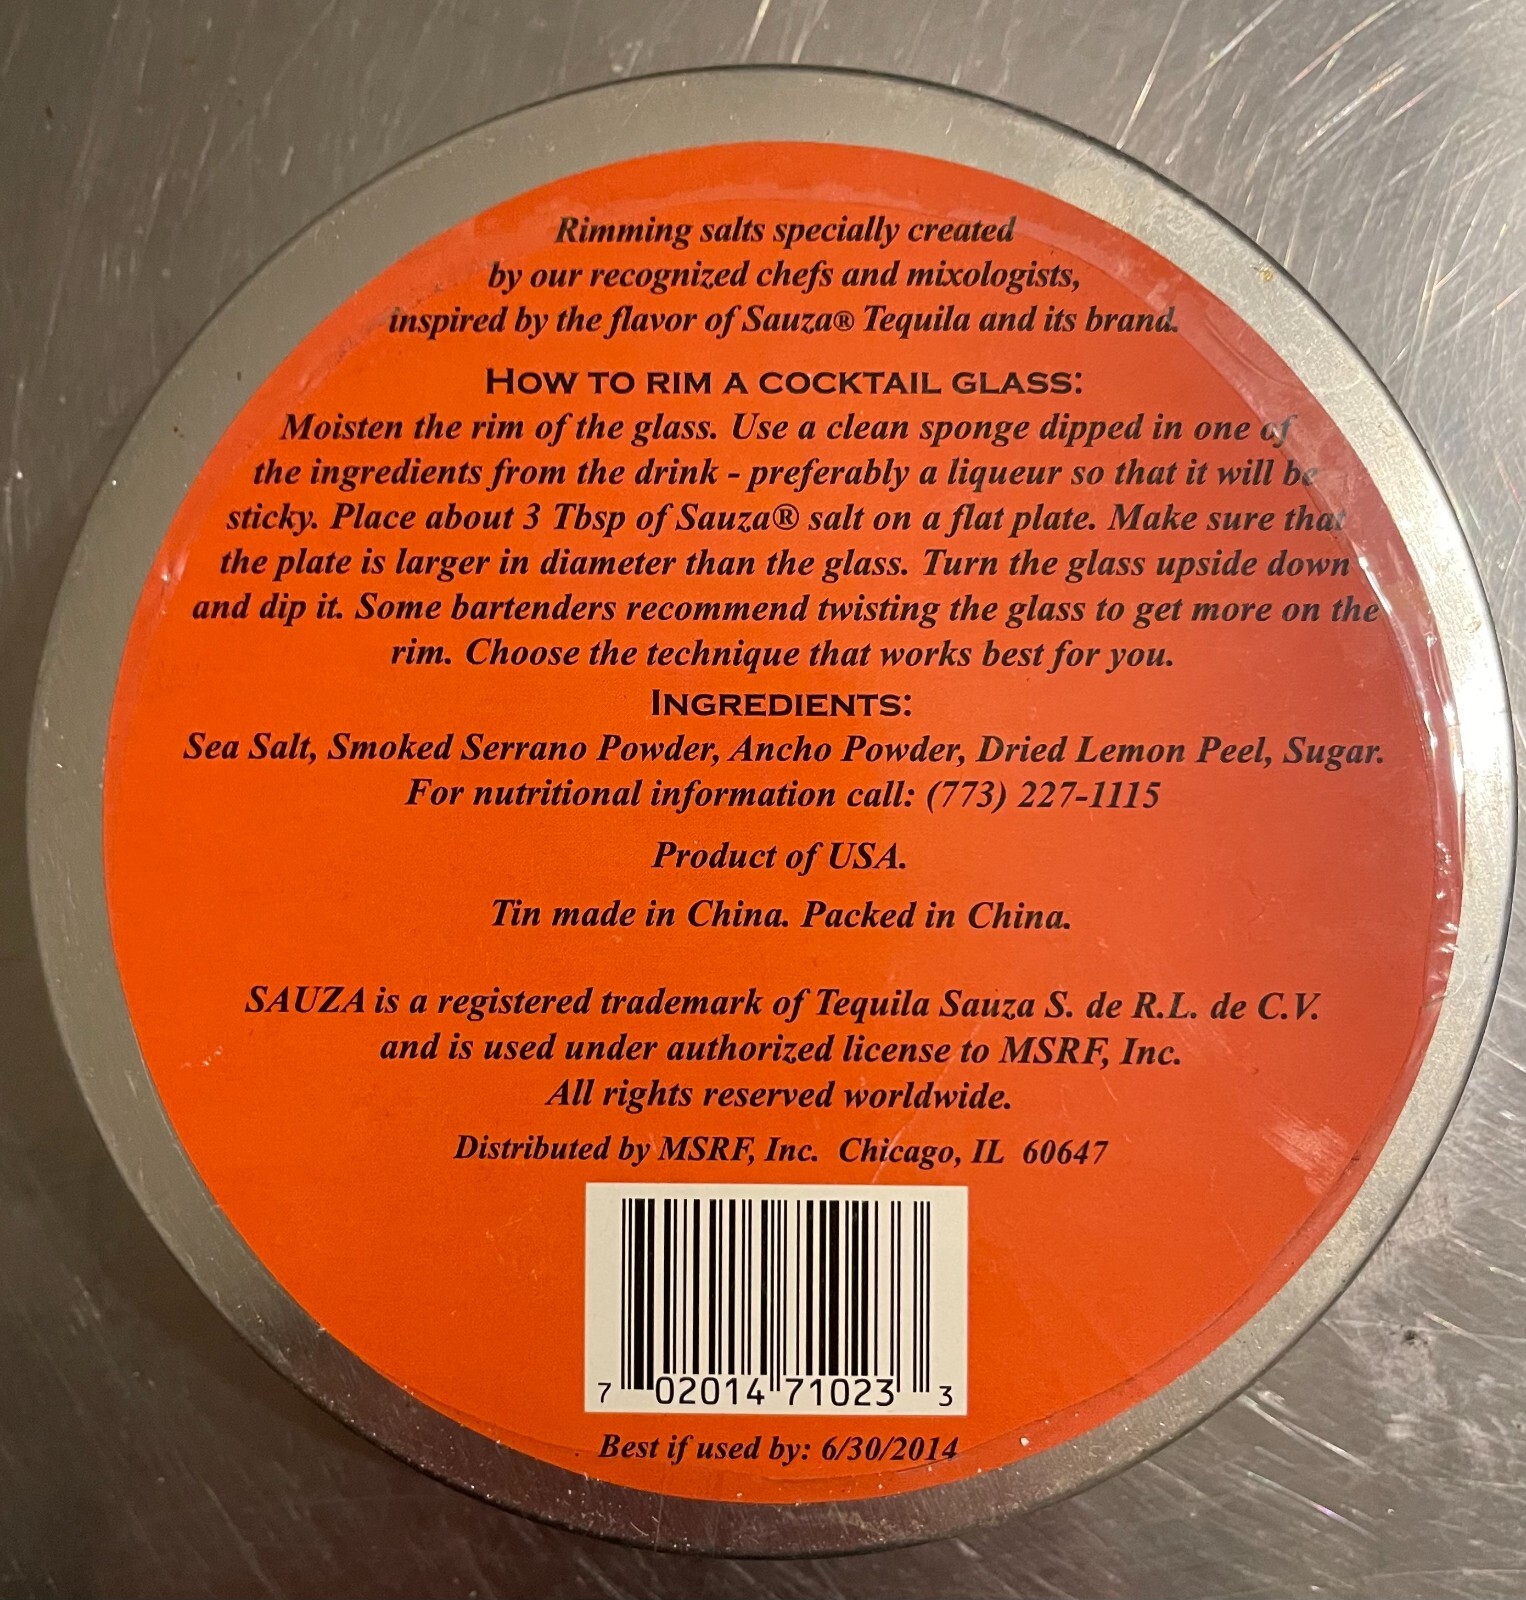 Rimming salts specially created
by our recognized chefs and mixologists,
inspired by the flavor of Sauza® Tequila and its brand.
HOW TO RIM A COCKTAIL GLASS:
Moisten the rim of the glass. Use a clean sponge dipped in one of
the ingredients from the drink - preferably a liqueur so that it will be
sticky. Place about 3 Tbsp of Sauza® salt on a flat plate. Make sure that
the plate is larger in diameter than the glass. Turn the glass upside down
and dip it. Some bartenders recommend twisting the glass to get more on the
rim. Choose the technique that works best for you.
INGREDIENTS:
Sea Salt, Smoked Serrano Powder, Ancho Powder, Dried Lemon Peel, Sugar.
For nutritional information call: (773) 227-1115
Product of USA.
Tin made in China. Packed in China.
SAUZA is a registered trademark of Tequila Sauza S. de R.L. de C.V.
and is used under authorized license to MSRF, Inc.
All rights reserved worldwide.
Distributed by MSRF, Inc. Chicago, IL 60647
7 02014 71023 3
Best if used by: 6/30/2014